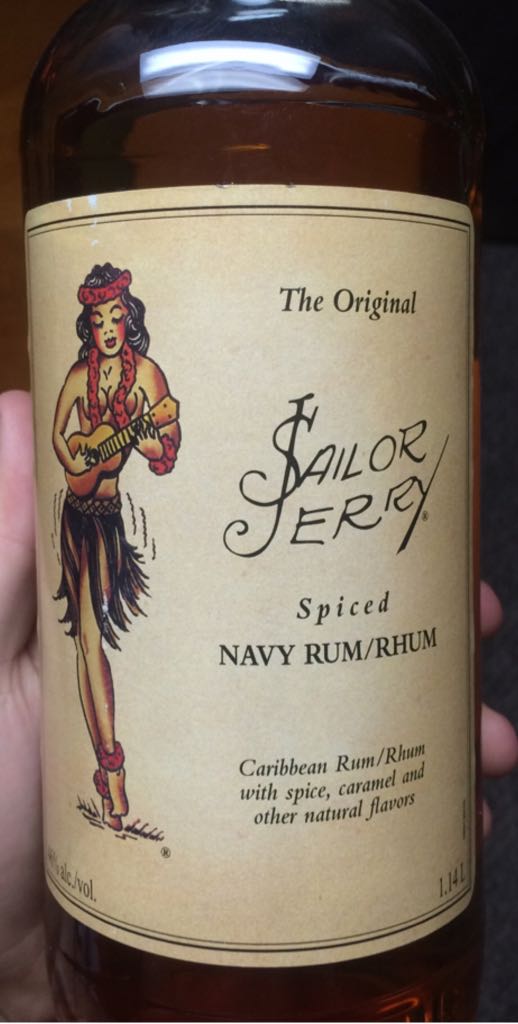 The Original
SAILOR
JERRY®
Spiced
NAVY RUM/RHUM
Caribbean Rum/Rhum
with spice, caramel and
other natural flavors
®
alc./vol.
1.14 L